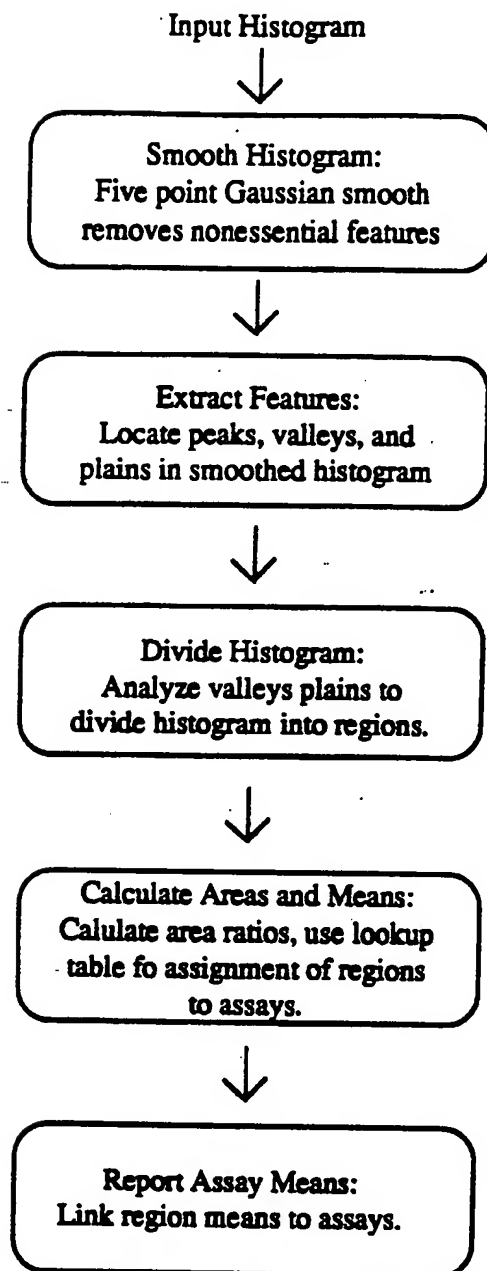 Input Histogram
Smooth Histogram:
Five point Gaussian smooth
removes nonessential features
Extract Features:
Locate peaks, valleys, and
plains in smoothed histogram
Divide Histogram:
Analyze valleys plains to
divide histogram into regions.
Calculate Areas and Means:
Calulate area ratios, use lookup
table fo assignment of regions
to assays.
Report Assay Means:
Link region means to assays.